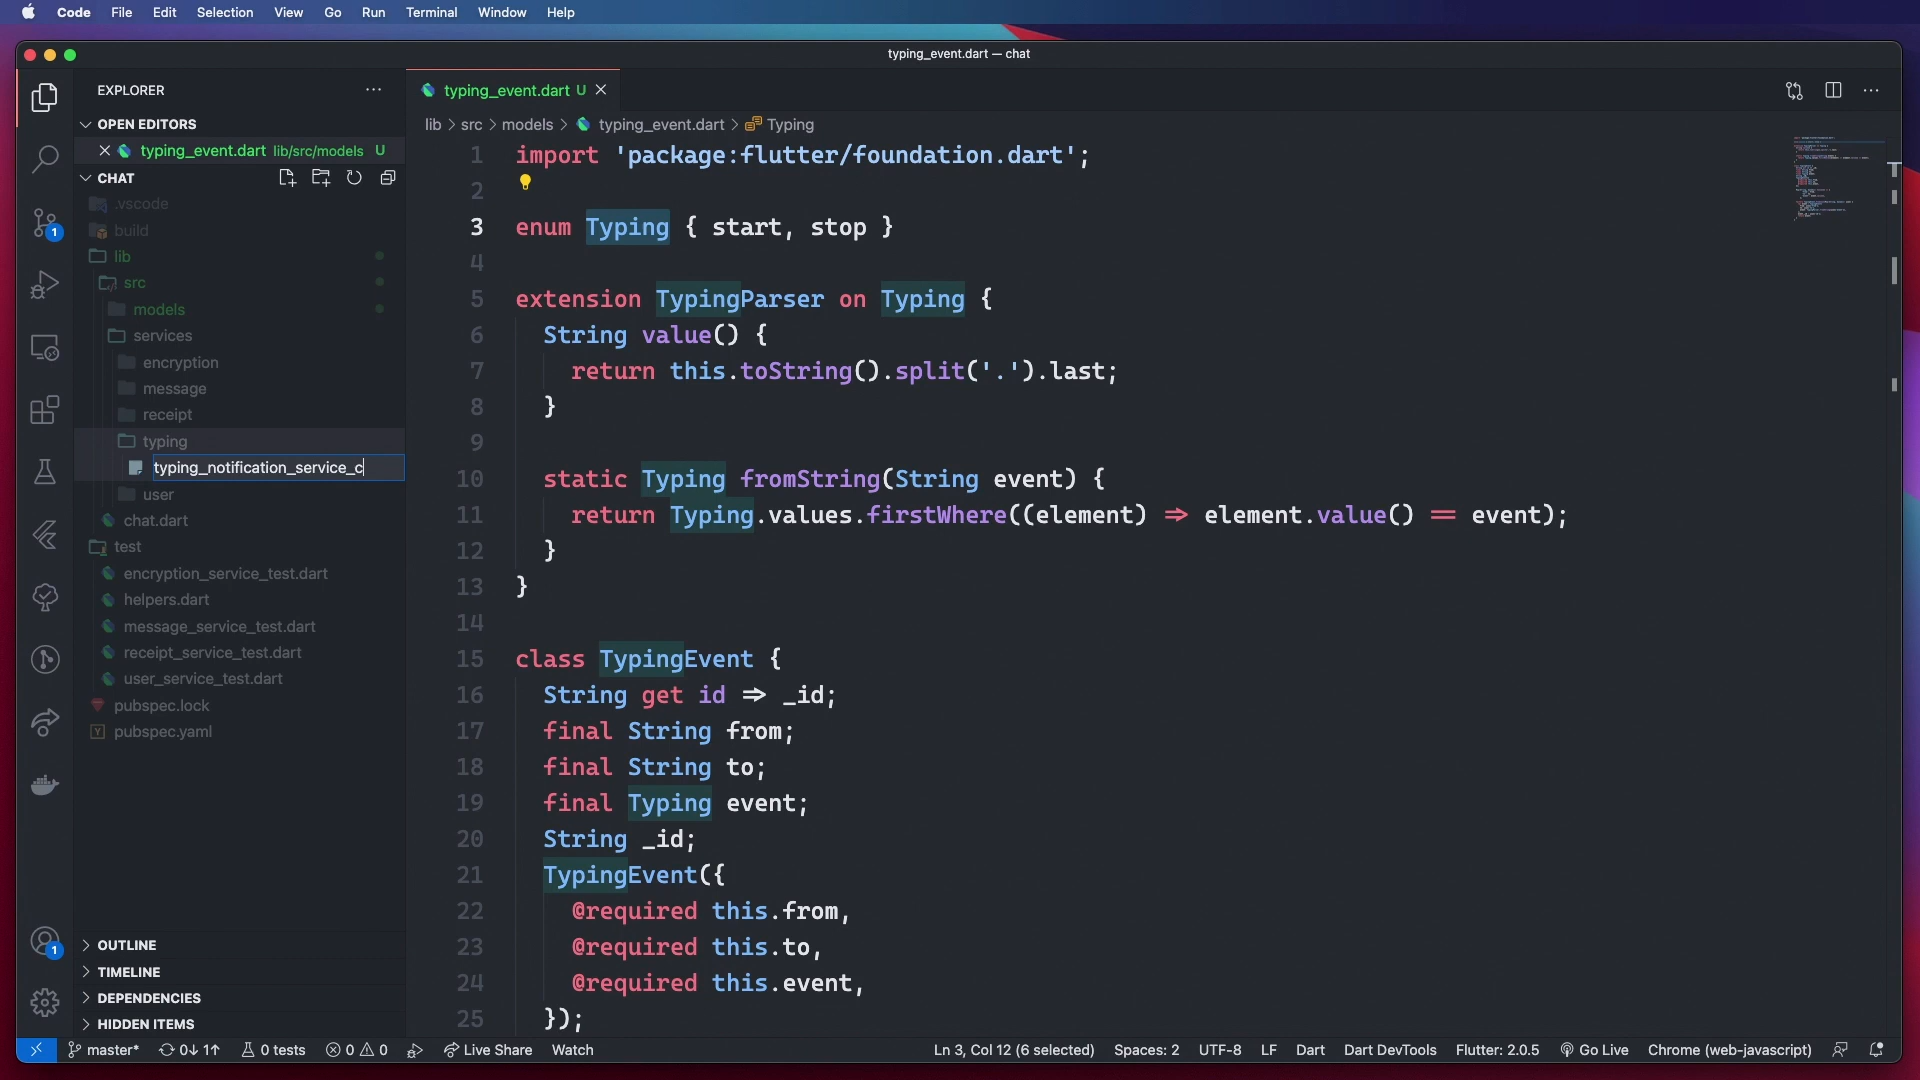 Code File Edit Selection View Go Run Terminal Window Help
typing_event.dart — chat
EXPLORER
OPEN EDITORS
typing_event.dart lib/src/models U
CHAT
.vscode
build
lib
src
models
services
encryption
message
receipt
typing
typing_notification_service_c
user
chat.dart
test
encryption_service_test.dart
helpers.dart
message_service_test.dart
receipt_service_test.dart
user_service_test.dart
pubspec.lock
pubspec.yaml
OUTLINE
TIMELINE
DEPENDENCIES
HIDDEN ITEMS
1
1
typing_event.dart U
lib > src > models > typing_event.dart > Typing
1 import 'package:flutter/foundation.dart';
2
3 enum Typing { start, stop }
4
5 extension TypingParser on Typing {
6 String value() {
7 return this.toString().split('.').last;
8 }
9
10 static Typing fromString(String event) {
11 return Typing.values.firstWhere((element) => element.value() == event);
12 }
13 }
14
15 class TypingEvent {
16 String get id => _id;
17 final String from;
18 final String to;
19 final Typing event;
20 String _id;
21 TypingEvent({
22 @required this.from,
23 @required this.to,
24 @required this.event,
25 });
master* 0↓ 1↑ 0 tests 0 0 Live Share Watch Ln 3, Col 12 (6 selected) Spaces: 2 UTF-8 LF Dart Dart DevTools Flutter: 2.0.5 Go Live Chrome (web-javascript)